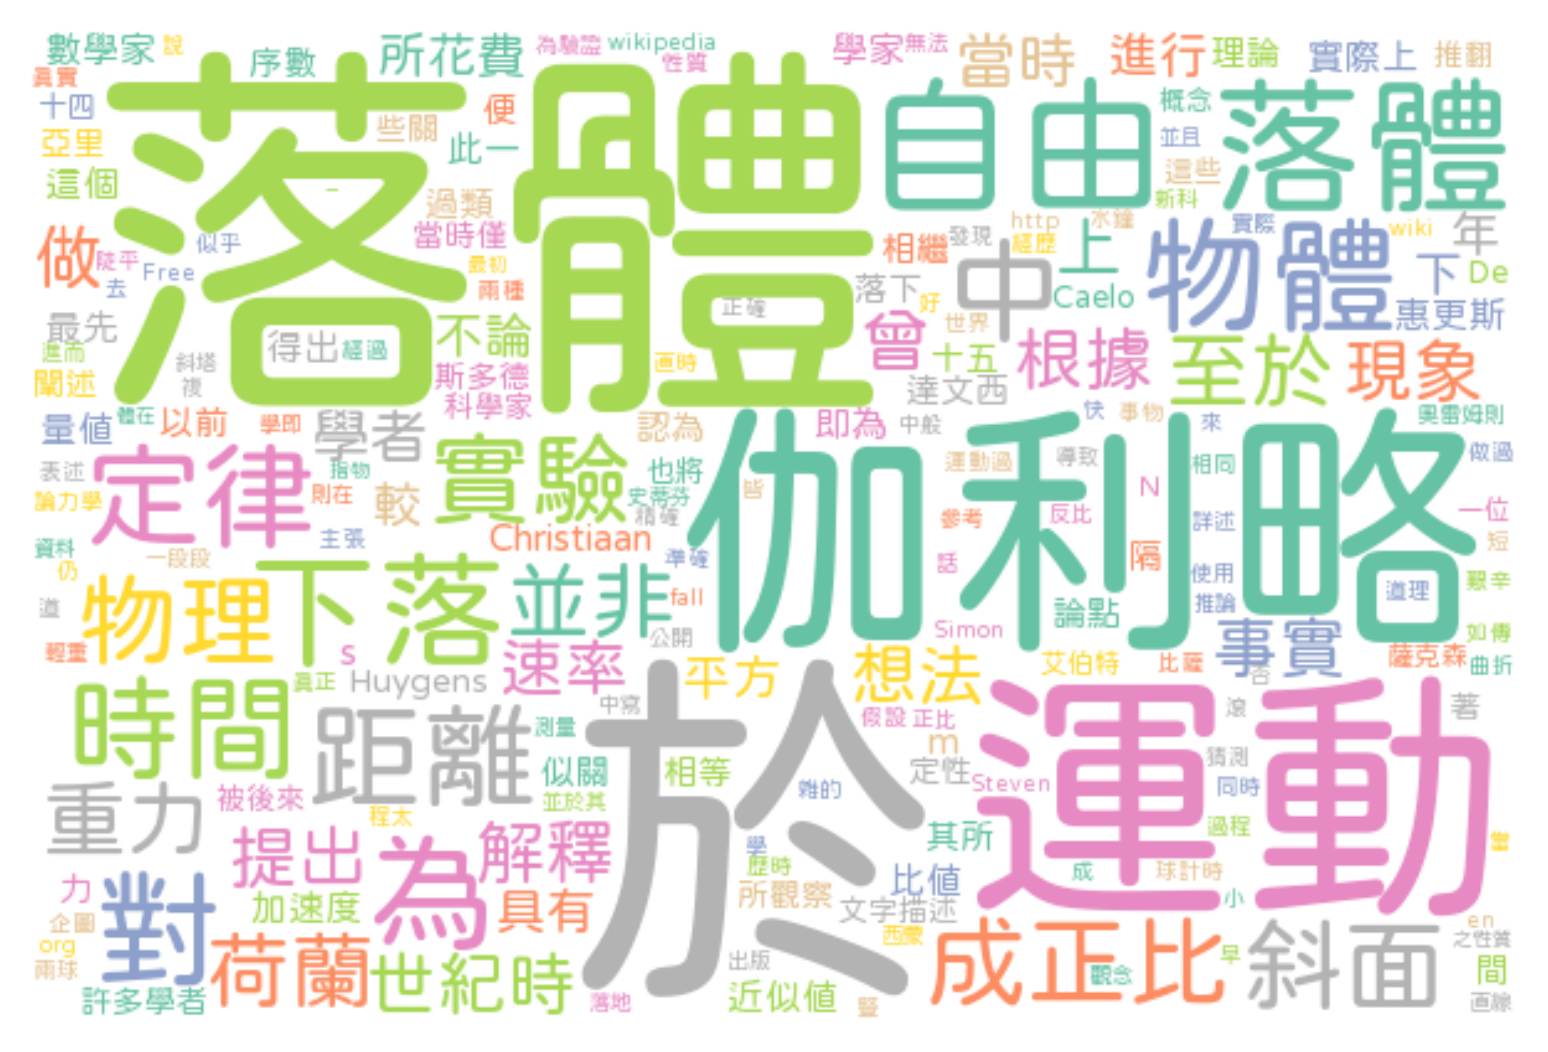 數學家 說 序數 所花費 為驗證 wikipedia 性質 學家 無法 當時 進行 理論 實際上 推翻
真實 十四 些關 便 概念
落體 自由 落體
亞里 此一 並且
這個 過類 這些 新科
做 陡平 似乎 Free 去 當時僅 最初 兩種 相繼 發現 http 水鐘 經歷 上 物體 實際 wiki 年 下 De
落下 好 中 Caelo 惠更斯
最先 進而 得出 經過 不論 正確 曾 世界
闡述 斜塔 複 斯多德 直時 十五 根據 至於 現象
科學家 達文西
量值 體在 以前 學即 學者 認為 即為 中般 快 事物 來 奧雷姆則
表述 定律 指物 實驗 也將 伽利略 運動過 導致 相同 做過
論力學 則在 較 史蒂芬 皆 N 一位
資料 主張 精確 參考 反比 詳述 短
仍 一段段 Christiaan 準確 話 隔 使用 道理 艱辛
道 物理 下落 並非 fall 論點 推論
輕重 s 公開 Simon 事實 如傳
真正 Huygens 速率 平方 想法 艾伯特 比薩 否 薩克森 曲折
時間 距離 中寫 於 假設 正比 運動 滾 著
測量 m 猜測
重力 被後來 似關 相等 定性 Steven 同時
程太 並於其 雜的 過程
提出 為 解釋 學 其所 當
力 對 歷時 比值 成 球計時
企圖 加速度 具有 所觀察 文字描述 小 en
org 荷蘭 西蒙 成正比 斜面 之性質
兩球 世紀時 出版 早 間
許多學者 落地 近似值 豎 觀念 直線